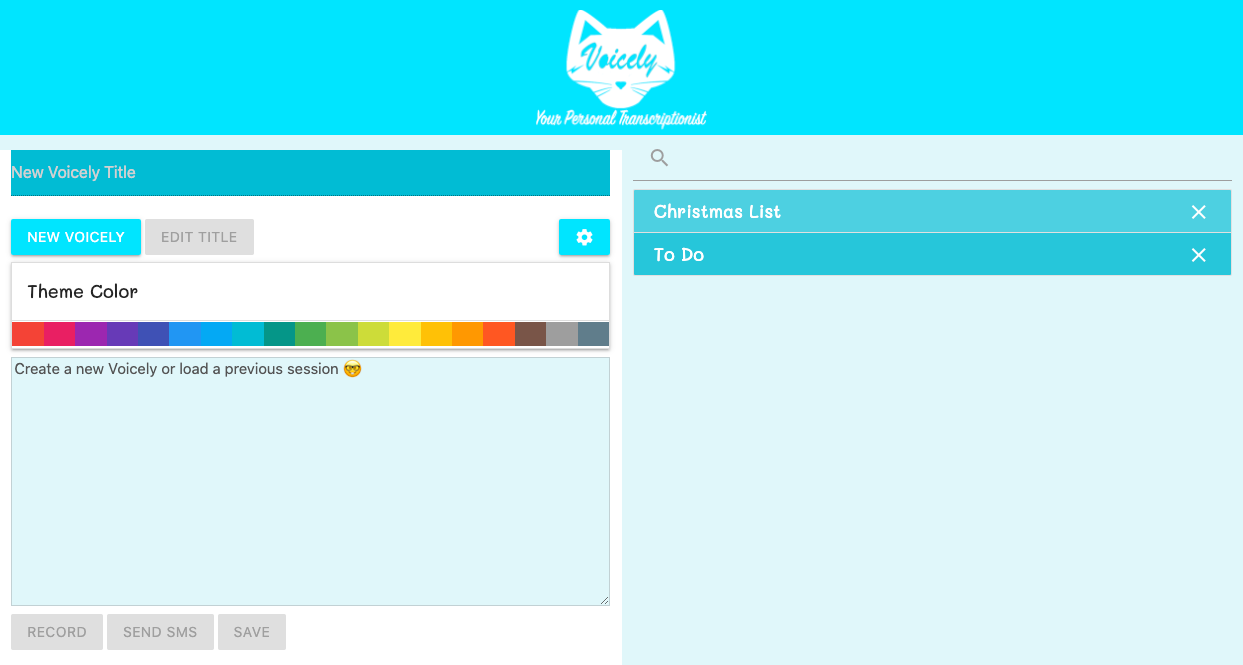 Voicely
Your Personal Transcriptionist
New Voicely Title
NEW VOICELY
EDIT TITLE
Theme Color
Create a new Voicely or load a previous session 🤓
RECORD
SEND SMS
SAVE
Christmas List
To Do